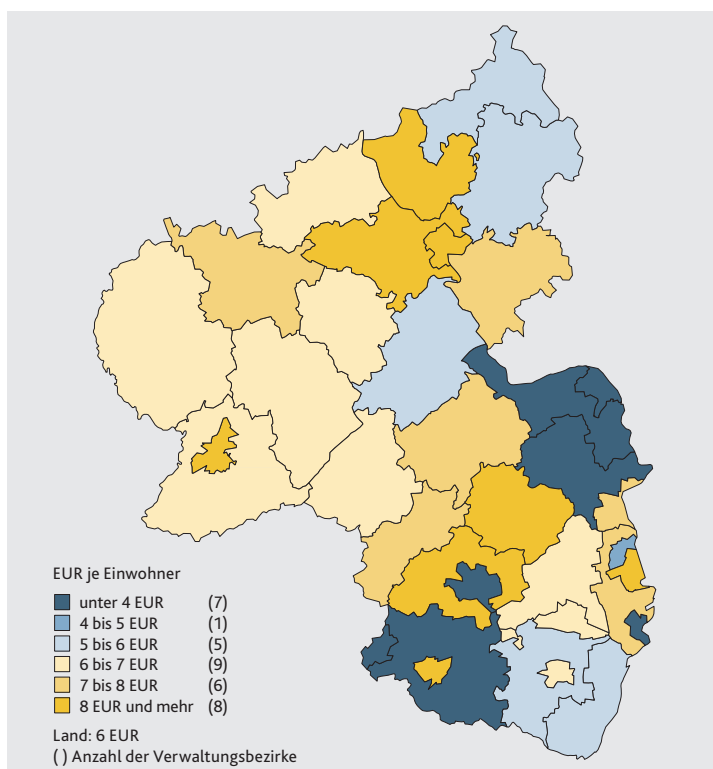 EUR je Einwohner
unter 4 EUR (7)
4 bis 5 EUR (1)
5 bis 6 EUR (5)
6 bis 7 EUR (9)
7 bis 8 EUR (6)
8 EUR und mehr (8)
Land: 6 EUR
( ) Anzahl der Verwaltungsbezirke